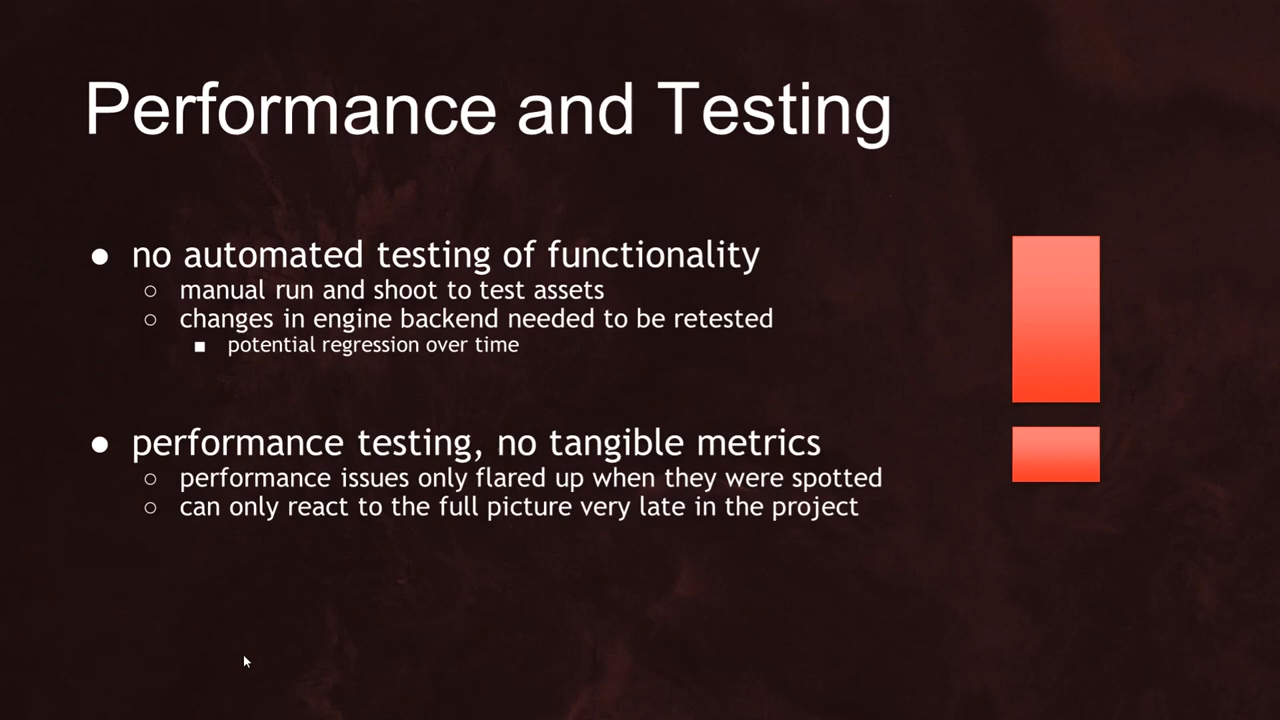 Performance and Testing
● no automated testing of functionality
○ manual run and shoot to test assets
○ changes in engine backend needed to be retested
■ potential regression over time
● performance testing, no tangible metrics
○ performance issues only flared up when they were spotted
○ can only react to the full picture very late in the project